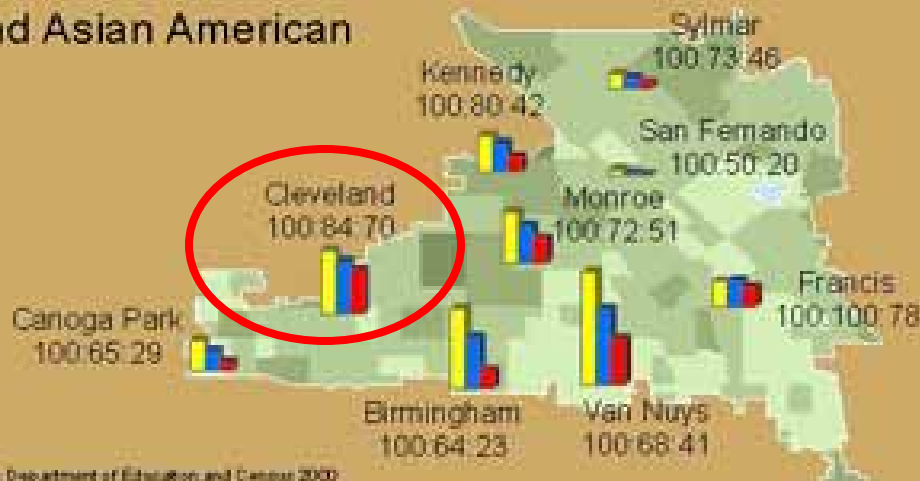 nd Asian American
Sylmar
100:73:46
Kennedy
100:80:42
San Fernando
100:50:20
Cleveland
100:84:70
Monroe
100:72:51
Francis
100:100:78
Canoga Park
100:65:29
Birmingham
100:64:23
Van Nuys
100:68:41
Department of Education and Census 2000